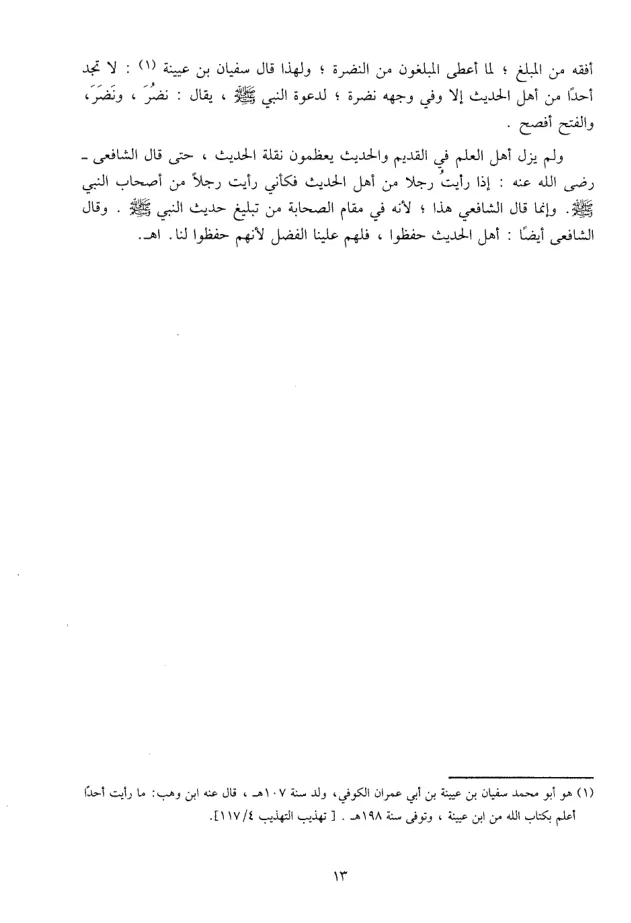 أفقه من المبلغ ؛ لما أعطى المبلغون من النضرة ؛ ولهذا قال سفيان بن عيينة (١) : لا تجد
أحدًا من أهل الحديث إلا وفي وجهه نضرة ؛ لدعوة النبي ﷺ ، يقال : نضُرَ ، ونَضَرَ،
والفتح أفصح .
ولم يزل أهل العلم في القديم والحديث يعظمون نقلة الحديث ، حتى قال الشافعى ـ
رضى الله عنه : إذا رأيتُ رجلا من أهل الحديث فكأني رأيت رجلاً من أصحاب النبي
ﷺ. وإنما قال الشافعي هذا ؛ لأنه في مقام الصحابة من تبليغ حديث النبي ﷺ . وقال
الشافعى أيضًا : أهل الحديث حفظوا ، فلهم علينا الفضل لأنهم حفظوا لنا. اهـ.
(١) هو أبو محمد سفيان بن عيينة بن أبي عمران الكوفي، ولد سنة ١٠٧هـ ، قال عنه ابن وهب: ما رأيت أحدًا
أعلم بكتاب الله من ابن عيينة ، وتوفى سنة ١٩٨هـ . [ تهذيب التهذيب ١١٧/٤].
١٣